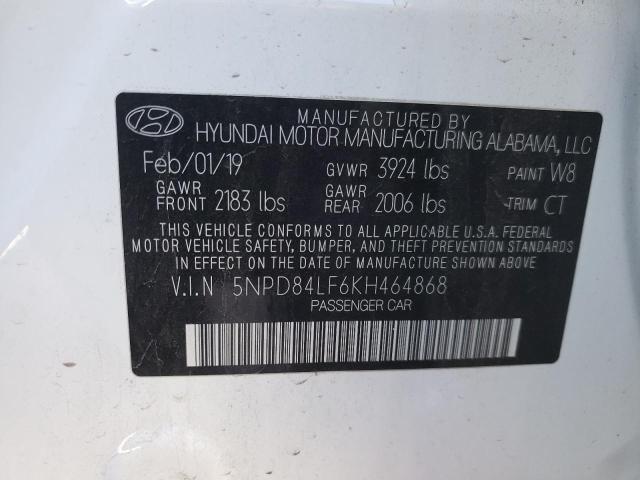 MANUFACTURED BY
HYUNDAI MOTOR MANUFACTURING ALABAMA, LLC
Feb/01/19 GVWR 3924 lbs PAINT W8
GAWR FRONT 2183 lbs GAWR REAR 2006 lbs TRIM CT
THIS VEHICLE CONFORMS TO ALL APPLICABLE U.S.A. FEDERAL
MOTOR VEHICLE SAFETY, BUMPER, AND THEFT PREVENTION STANDARDS
IN EFFECT ON THE DATE OF MANUFACTURE SHOWN ABOVE.
V.I.N 5NPD84LF6KH464868
PASSENGER CAR